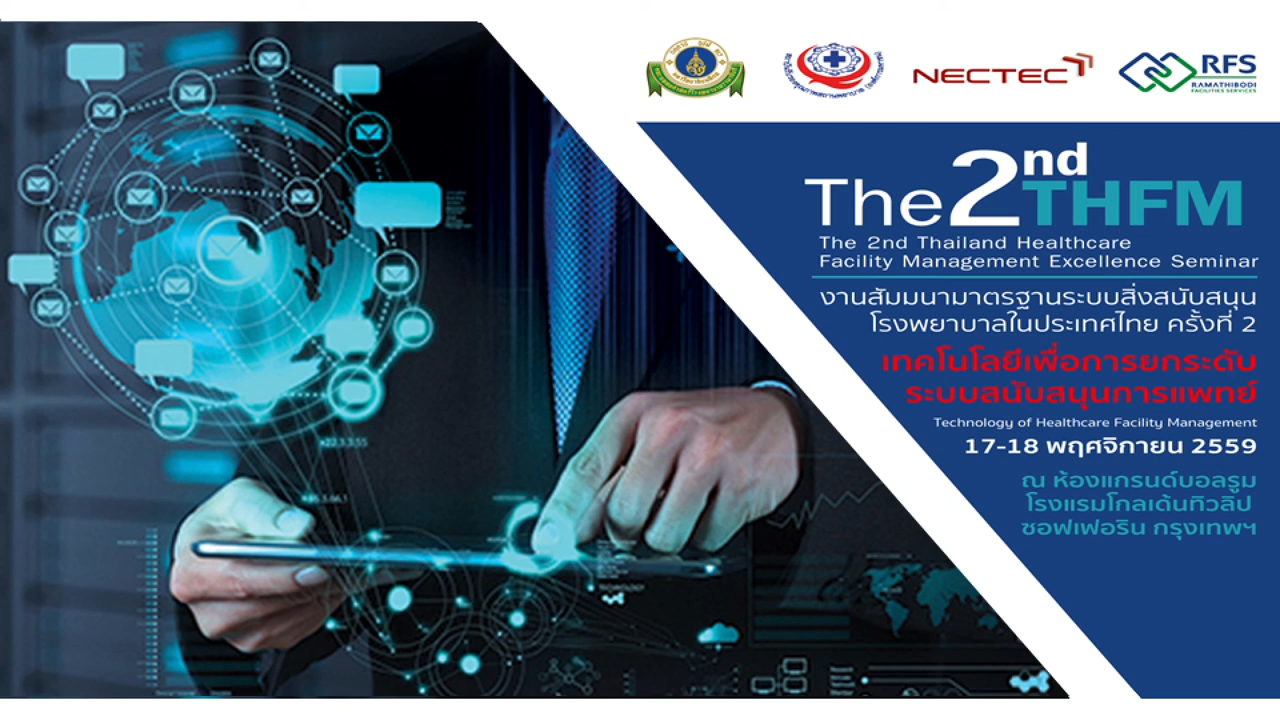 NECTEC
RFS
RAMATHIBODI
FACILITIES SERVICES
The 2nd THFM
The 2nd Thailand Healthcare
Facility Management Excellence Seminar
งานสัมมนามาตรฐานระบบสิ่งสนับสนุน
โรงพยาบาลในประเทศไทย ครั้งที่ 2
เทคโนโลยีเพื่อการยกระดับ
ระบบสนับสนุนการแพทย์
Technology of Healthcare Facility Management
17-18 พฤศจิกายน 2559
ณ ห้องแกรนด์บอลรูม
โรงแรมโกลเด้นทิวลิป
ซอฟเฟอริน กรุงเทพฯ